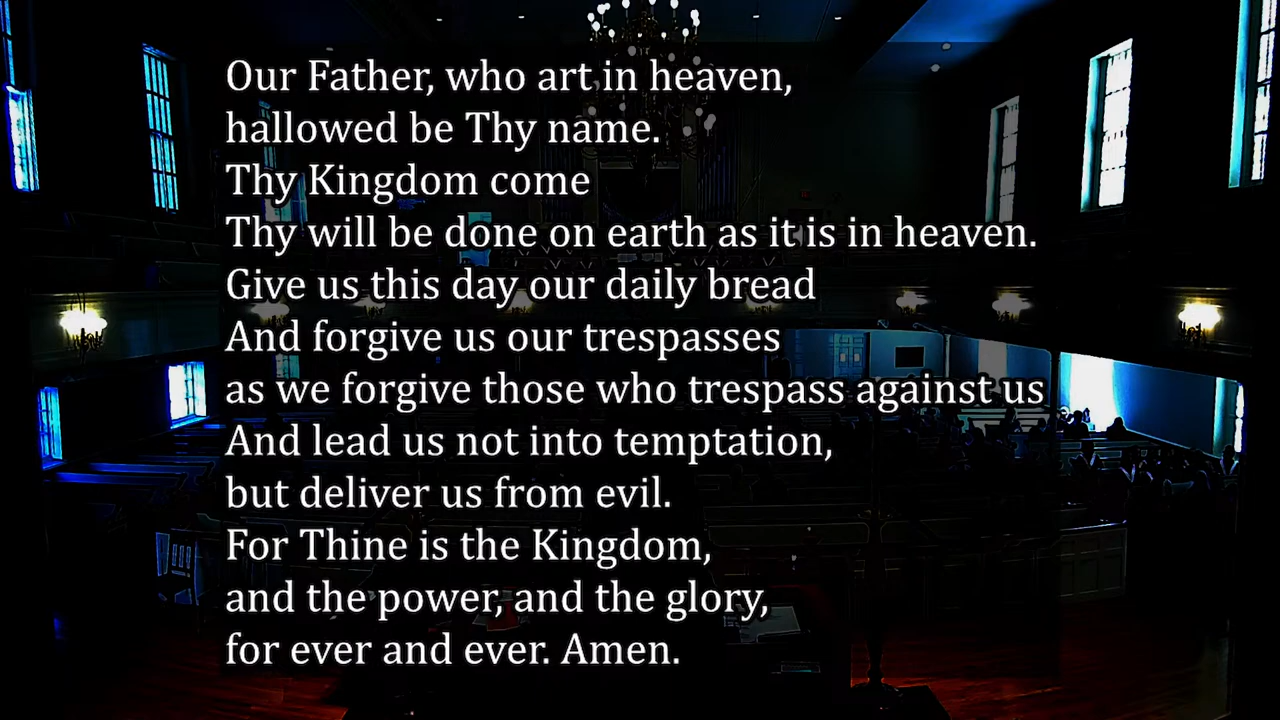 Our Father, who art in heaven,
hallowed be Thy name.
Thy Kingdom come
Thy will be done on earth as it is in heaven.
Give us this day our daily bread
And forgive us our trespasses
as we forgive those who trespass against us
And lead us not into temptation,
but deliver us from evil.
For Thine is the Kingdom,
and the power, and the glory,
for ever and ever. Amen.